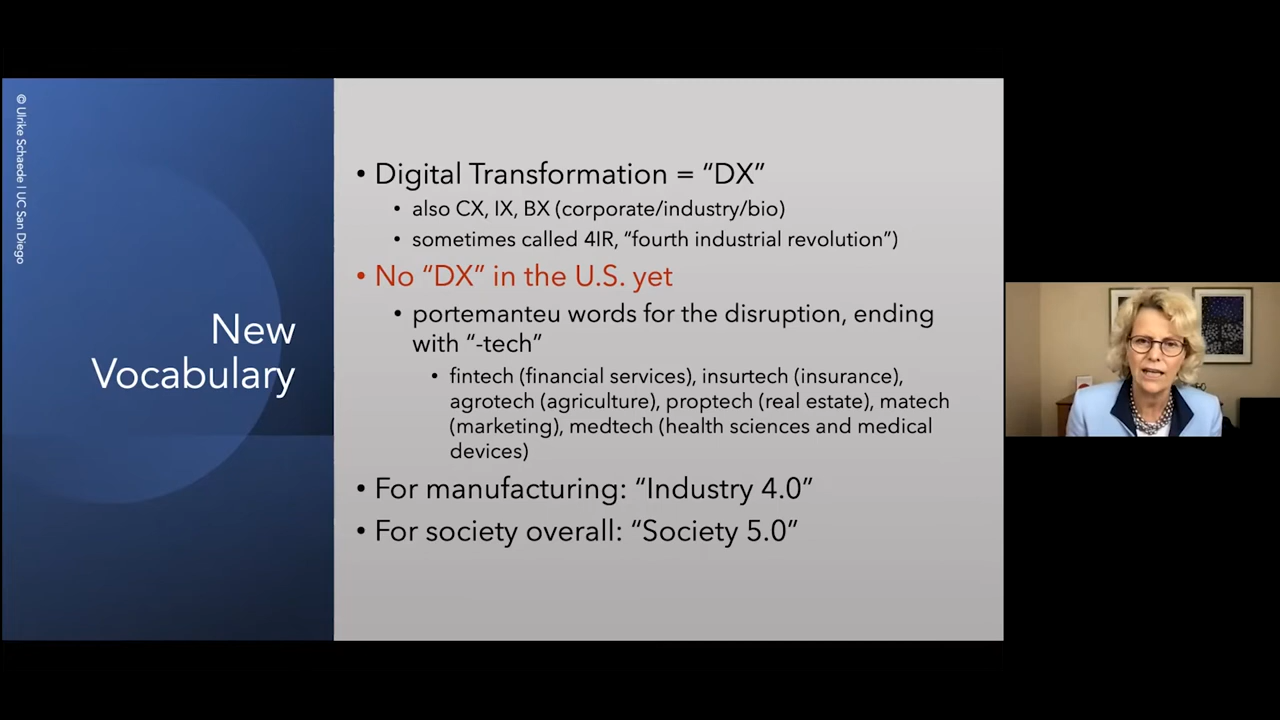 © Ulrike Schaede | UC San Diego
New
Vocabulary
• Digital Transformation = “DX”
• also CX, IX, BX (corporate/industry/bio)
• sometimes called 4IR, “fourth industrial revolution”)
• No “DX” in the U.S. yet
• portemanteu words for the disruption, ending
with “-tech”
• fintech (financial services), insurtech (insurance),
agrotech (agriculture), proptech (real estate), matech
(marketing), medtech (health sciences and medical
devices)
• For manufacturing: “Industry 4.0”
• For society overall: “Society 5.0”